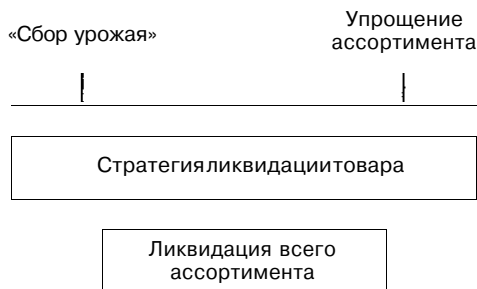 «Сбор урожая»
Упрощение
ассортимента
Стратегияликвидациитовара
Ликвидация всего
ассортимента